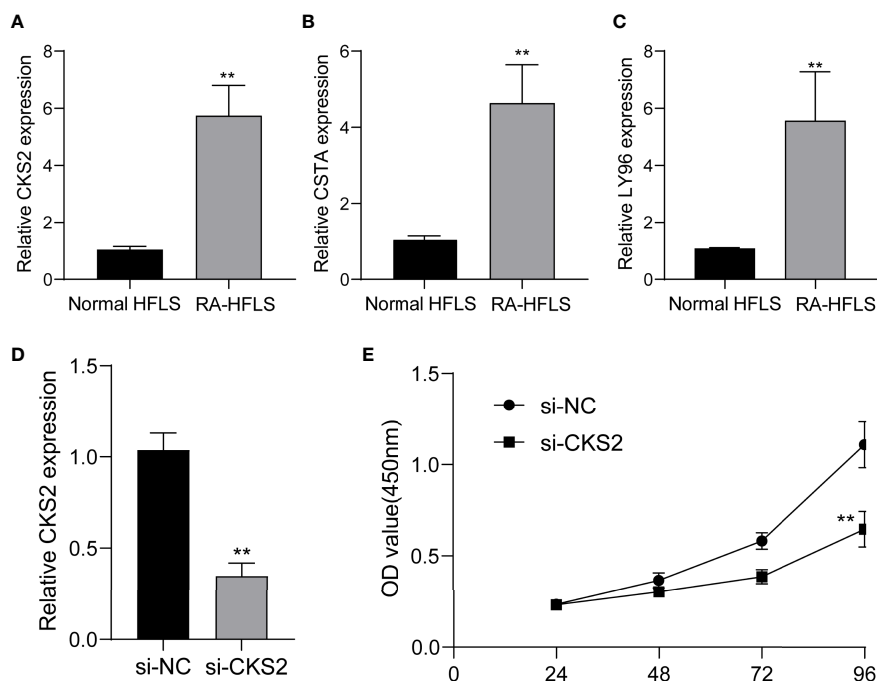 A
Relative CKS2 expression
8
6
4
2
0
**
Normal HFLS
RA-HFLS
B
Relative CSTA expression
6
4
2
0
**
Normal HFLS
RA-HFLS
C
Relative LY96 expression
8
6
4
2
0
**
Normal HFLS
RA-HFLS
D
Relative CKS2 expression
1.5
1.0
0.5
0.0
**
si-NC
si-CKS2
E
OD value(450nm)
1.5
1.0
0.5
0.0
si-NC
si-CKS2
**
0
24
48
72
96